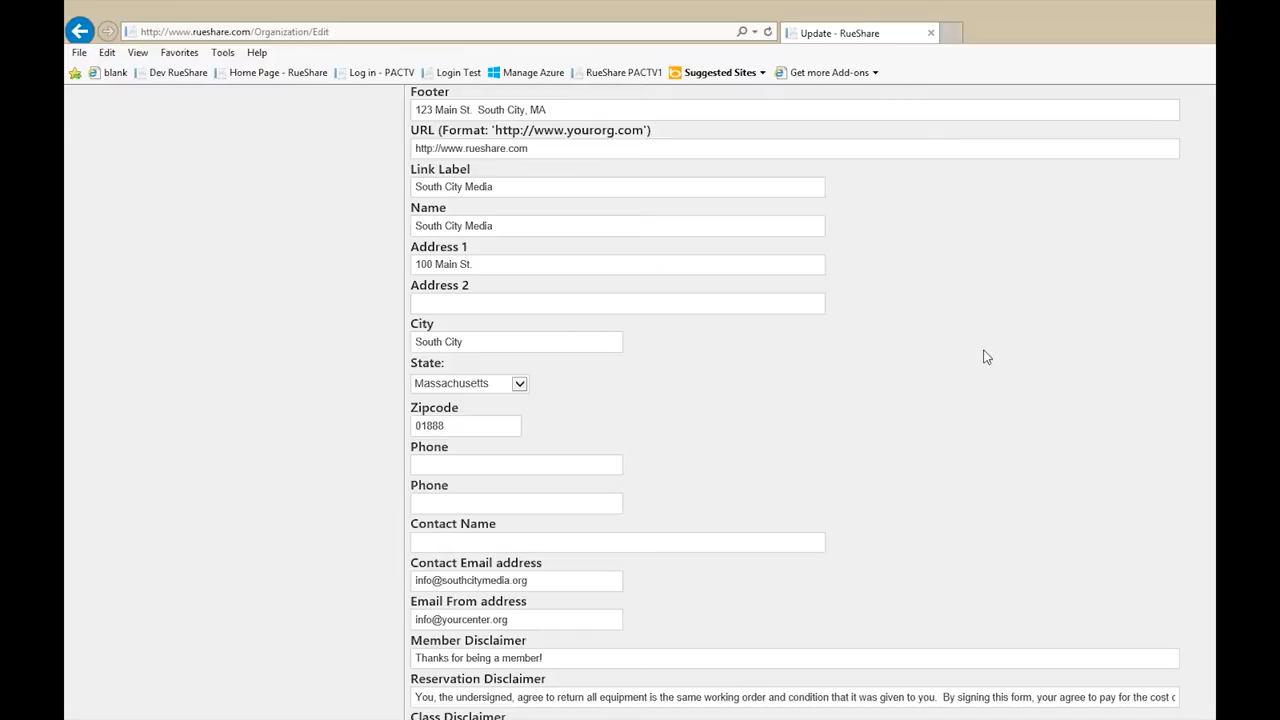 http://www.rueshare.com/Organization/Edit
Update - RueShare
File Edit View Favorites Tools Help
blank Dev RueShare Home Page - RueShare Log in - PACTV Login Test Manage Azure RueShare PACTV1 Suggested Sites Get more Add-ons
Footer
123 Main St. South City, MA
URL (Format: 'http://www.yourorg.com')
http://www.rueshare.com
Link Label
South City Media
Name
South City Media
Address 1
100 Main St.
Address 2
City
South City
State:
Massachusetts
Zipcode
01888
Phone
Phone
Contact Name
Contact Email address
info@southcitymedia.org
Email From address
info@yourcenter.org
Member Disclaimer
Thanks for being a member!
Reservation Disclaimer
You, the undersigned, agree to return all equipment is the same working order and condition that it was given to you. By signing this form, your agree to pay for the cost
Class Disclaimer